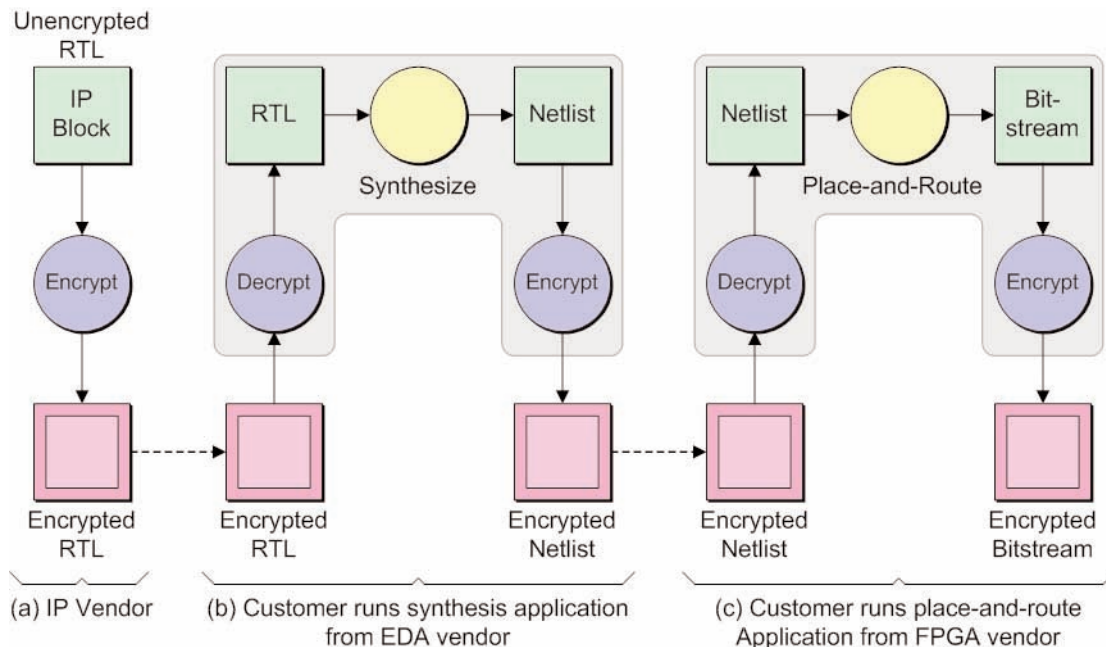 Unencrypted
RTL
IP
Block
Encrypt
Encrypted
RTL
(a) IP Vendor
RTL
Synthesize
Netlist
Decrypt
Encrypt
Encrypted
RTL
Encrypted
Netlist
(b) Customer runs synthesis application
from EDA vendor
Netlist
Place-and-Route
Bit-
stream
Decrypt
Encrypt
Encrypted
Netlist
Encrypted
Bitstream
(c) Customer runs place-and-route
Application from FPGA vendor